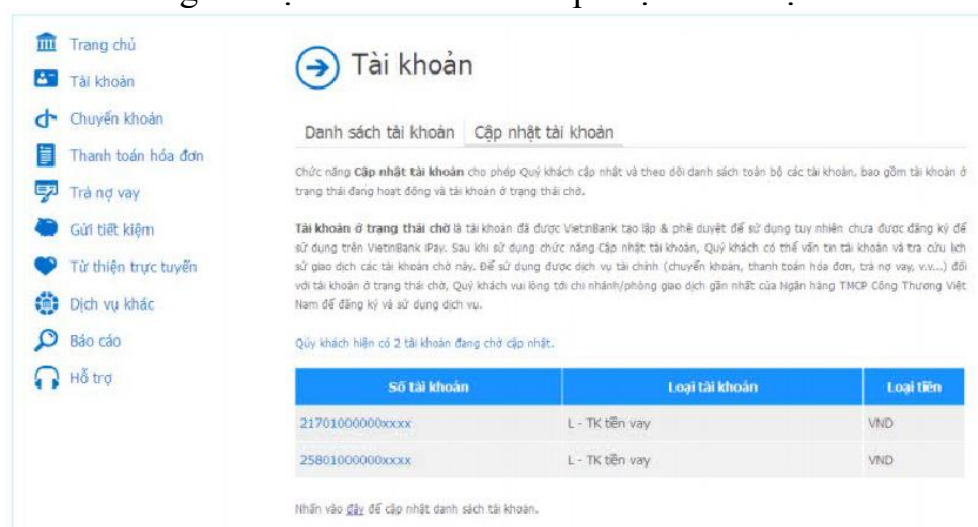 Trang chủ
Tài khoản
Chuyển khoản
Thanh toán hóa đơn
Trả nợ vay
Gửi tiết kiệm
Từ thiện trực tuyến
Dịch vụ khác
Báo cáo
Hỗ trợ
Tài khoản
Danh sách tài khoản Cập nhật tài khoản
Chức năng Cập nhật tài khoản cho phép Quý khách cập nhật và theo dõi danh sách toàn bộ các tài khoản, bao gồm tài khoản ở
trạng thái đang hoạt động và tài khoản ở trạng thái chờ.
Tài khoản ở trạng thái chờ là tài khoản đã được VietinBank tạo lập & phê duyệt để sử dụng tuy nhiên chưa được đăng ký để
sử dụng trên VietinBank iPay. Sau khi sử dụng chức năng Cập nhật tài khoản, Quý khách có thể vấn tin tài khoản và tra cứu lịch
sử giao dịch các tài khoản chờ này. Để sử dụng được dịch vụ tài chính (chuyển khoản, thanh toán hóa đơn, trả nợ vay, v.v...) đối
với tài khoản ở trạng thái chờ, Quý khách vui lòng tới chi nhánh/phòng giao dịch gần nhất của Ngân hàng TMCP Công Thương Việt
Nam để đăng ký và sử dụng dịch vụ.
Qúy khách hiện có 2 tài khoản đang chờ cập nhật.
Số tài khoản Loại tài khoản Loại tiền
21701000000xxxx L - TK tiền vay VND
25801000000xxxx L - TK tiền vay VND
Nhấn vào đây để cập nhật danh sách tài khoản.